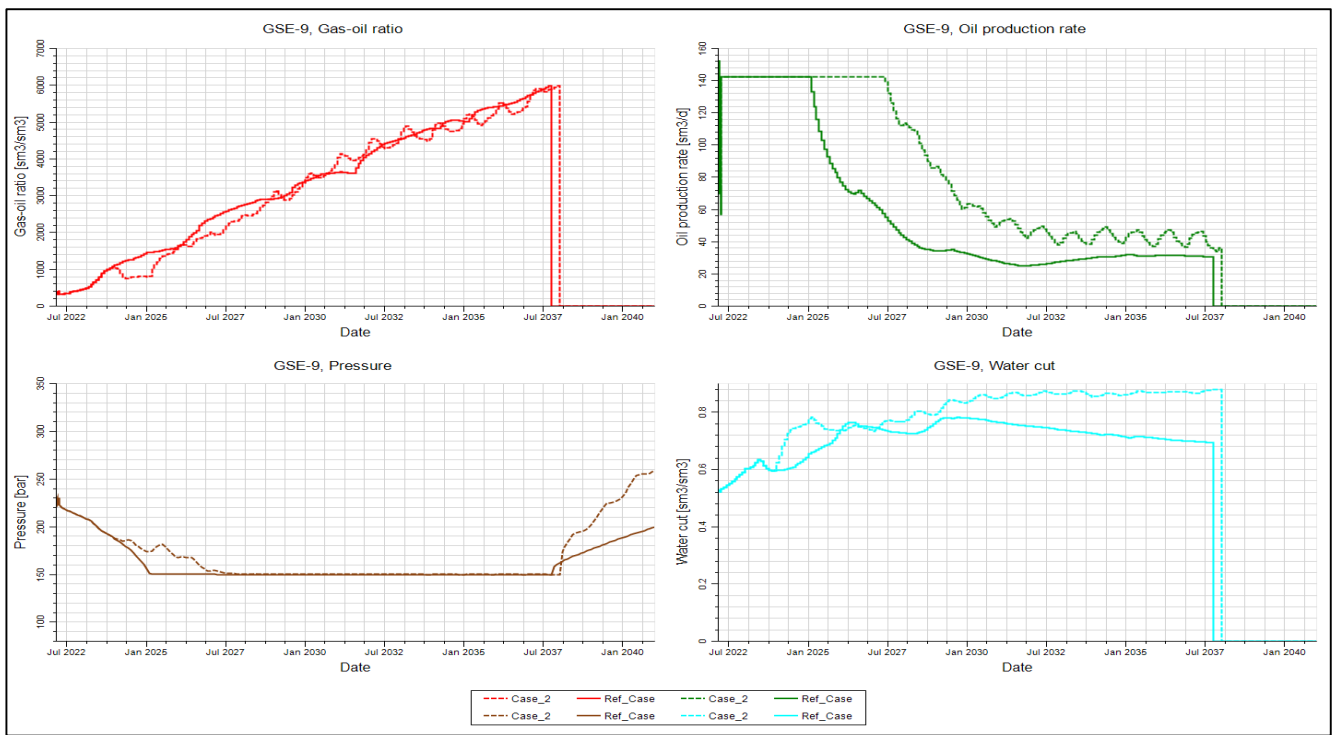 GSE-9, Gas-oil ratio
Gas-oil ratio [sm3/sm3]
7000
6000
5000
4000
3000
2000
1000
0
Jul 2022 Jan 2025 Jul 2027 Jan 2030 Jul 2032 Jan 2035 Jul 2037 Jan 2040
Date
GSE-9, Oil production rate
Oil production rate [sm3/d]
160
140
120
100
80
60
40
20
0
Jul 2022 Jan 2025 Jul 2027 Jan 2030 Jul 2032 Jan 2035 Jul 2037 Jan 2040
Date
GSE-9, Pressure
Pressure [bar]
350
300
250
200
150
100
Jul 2022 Jan 2025 Jul 2027 Jan 2030 Jul 2032 Jan 2035 Jul 2037 Jan 2040
Date
GSE-9, Water cut
Water cut [sm3/sm3]
0.8
0.6
0.4
0.2
0
Jul 2022 Jan 2025 Jul 2027 Jan 2030 Jul 2032 Jan 2035 Jul 2037 Jan 2040
Date
Case_2 Ref_Case Case_2 Ref_Case
Case_2 Ref_Case Case_2 Ref_Case